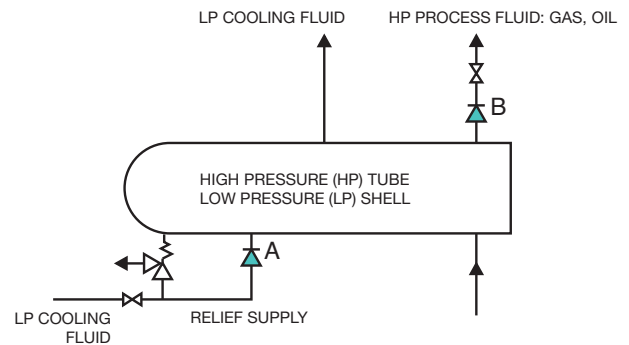 LP COOLING FLUID
HP PROCESS FLUID: GAS, OIL
B
HIGH PRESSURE (HP) TUBE
LOW PRESSURE (LP) SHELL
A
LP COOLING
FLUID
RELIEF SUPPLY